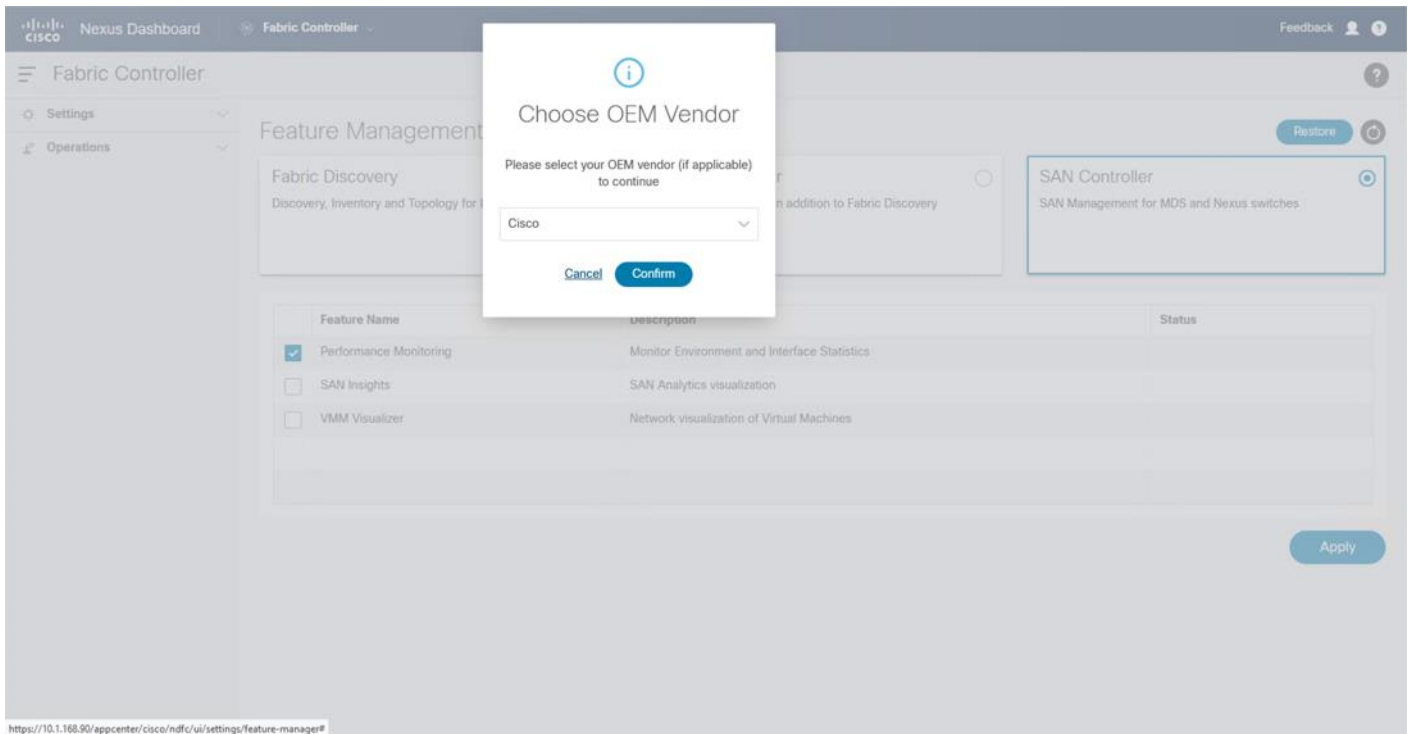 CISCO
Nexus Dashboard
Fabric Controller
Feedback
Fabric Controller
Settings
Operations
Feature Management
Restore
Choose OEM Vendor
Please select your OEM vendor (if applicable)
to continue
Cisco
Cancel
Confirm
Fabric Discovery
Discovery, Inventory and Topology for
n addition to Fabric Discovery
SAN Controller
SAN Management for MDS and Nexus switches
Feature Name
Description
Status
Performance Monitoring
Monitor Environment and Interface Statistics
SAN Insights
SAN Analytics visualization
VMM Visualizer
Network visualization of Virtual Machines
Apply
https://10.1.168.90/appcenter/cisco/ndfc/ui/settings/feature-manager#